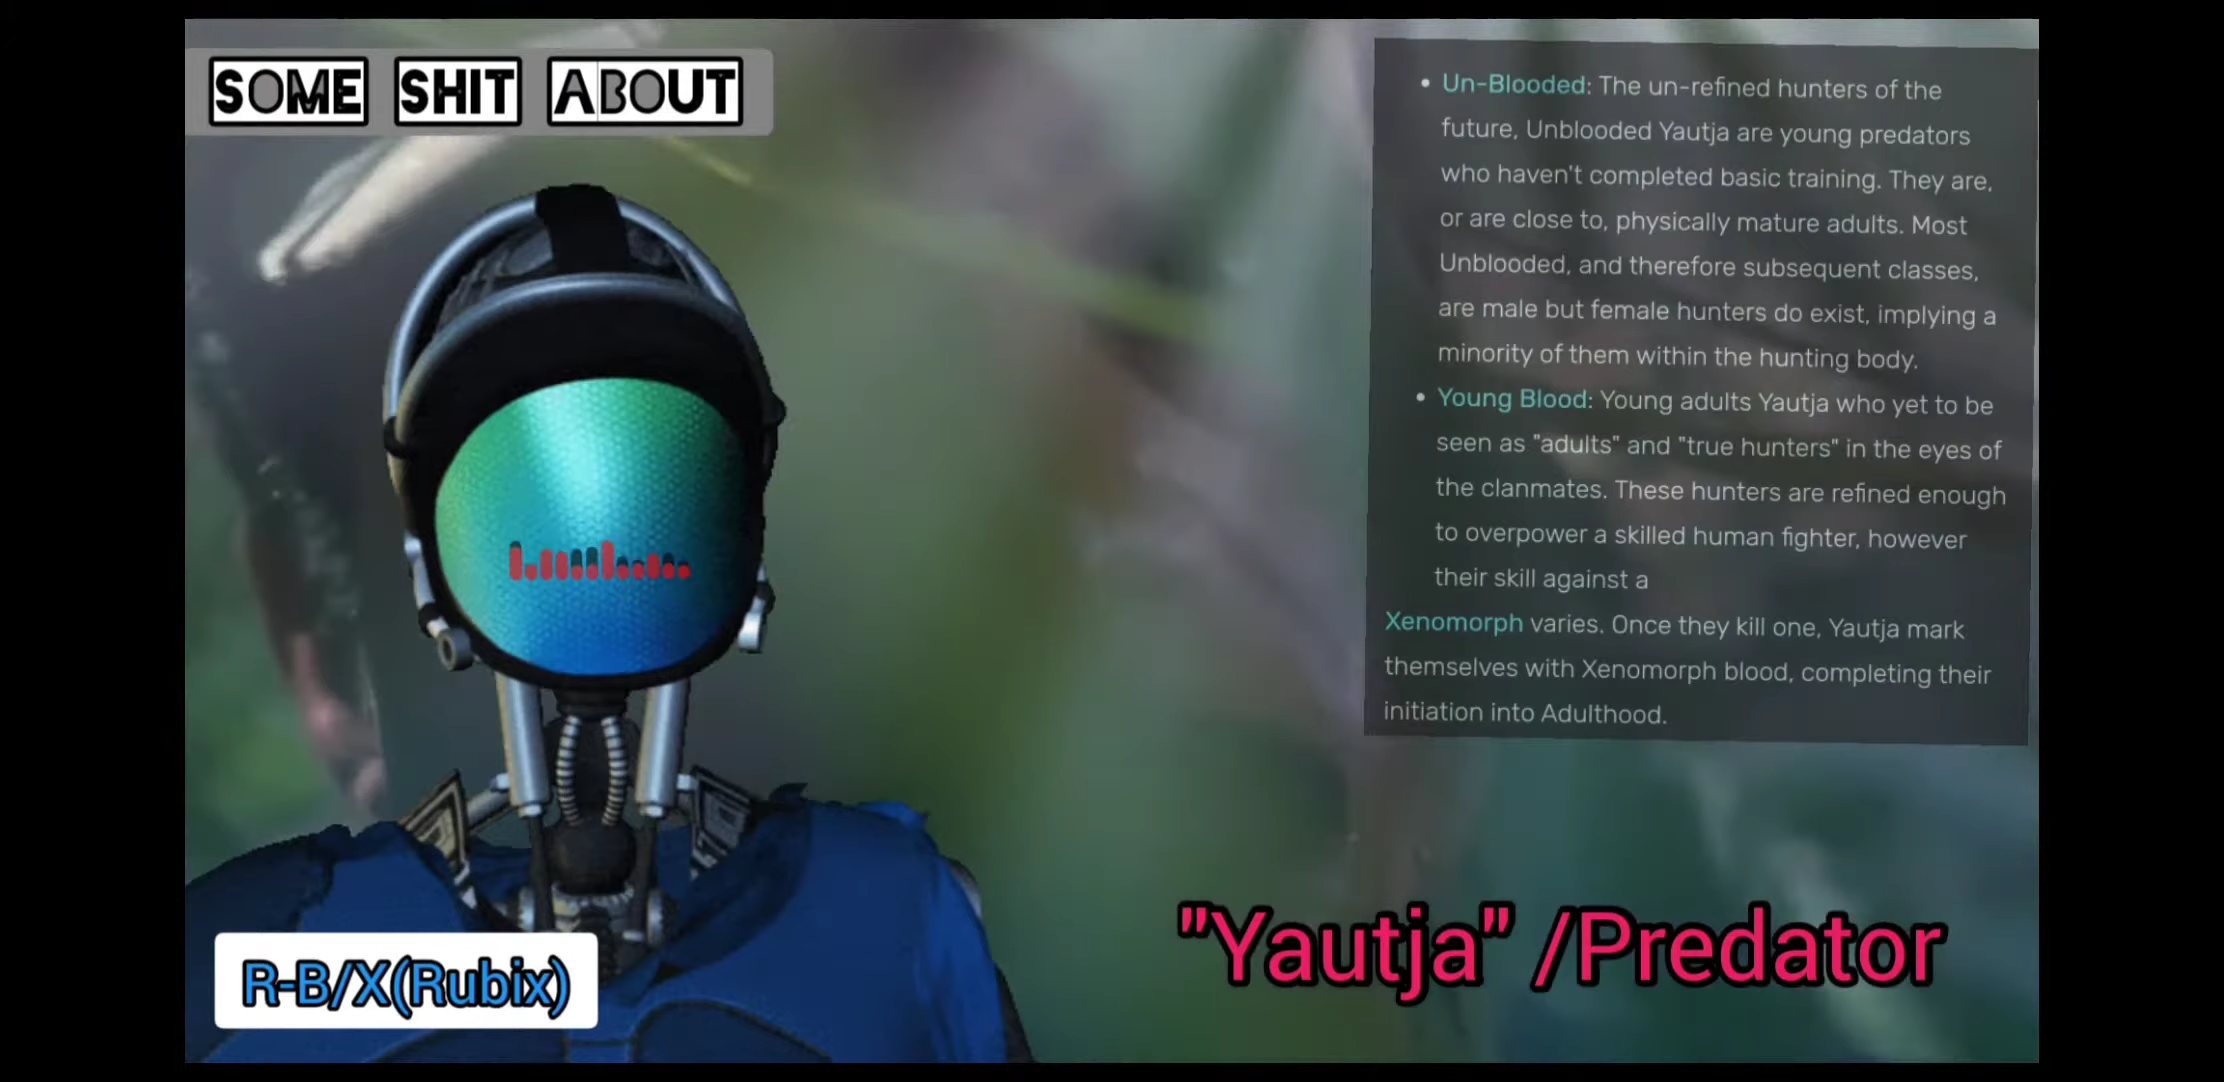 SOME SHIT ABOUT
• Un-Blooded: The un-refined hunters of the
future, Unblooded Yautja are young predators
who haven't completed basic training. They are,
or are close to, physically mature adults. Most
Unblooded, and therefore subsequent classes,
are male but female hunters do exist, implying a
minority of them within the hunting body.
• Young Blood: Young adults Yautja who yet to be
seen as "adults" and "true hunters" in the eyes of
the clanmates. These hunters are refined enough
to overpower a skilled human fighter, however
their skill against a
Xenomorph varies. Once they kill one, Yautja mark
themselves with Xenomorph blood, completing their
initiation into Adulthood.
R-B/X(Rubix)
"Yautja" /Predator